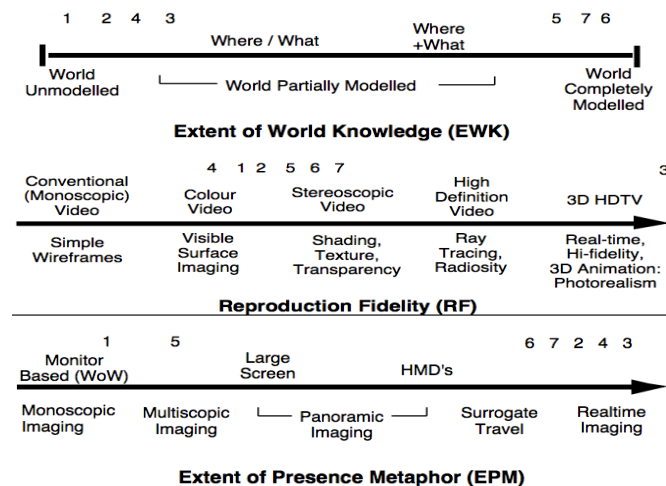 1 2 4 3 5 7 6
Where / What Where
+What
World
Unmodelled
World Partially Modelled
World
Completely
Modelled
Extent of World Knowledge (EWK)
4 1 2 5 6 7 3
Conventional
(Monoscopic)
Video
Colour
Video
Stereoscopic
Video
High
Definition
Video
3D HDTV
Simple
Wireframes
Visible
Surface
Imaging
Shading,
Texture,
Transparency
Ray
Tracing,
Radiosity
Real-time,
Hi-fidelity,
3D Animation:
Photorealism
Reproduction Fidelity (RF)
1 5 6 7 2 4 3
Monitor
Based (WoW)
Large
Screen
HMD's
Monoscopic
Imaging
Multiscopic
Imaging
Panoramic
Imaging
Surrogate
Travel
Realtime
Imaging
Extent of Presence Metaphor (EPM)